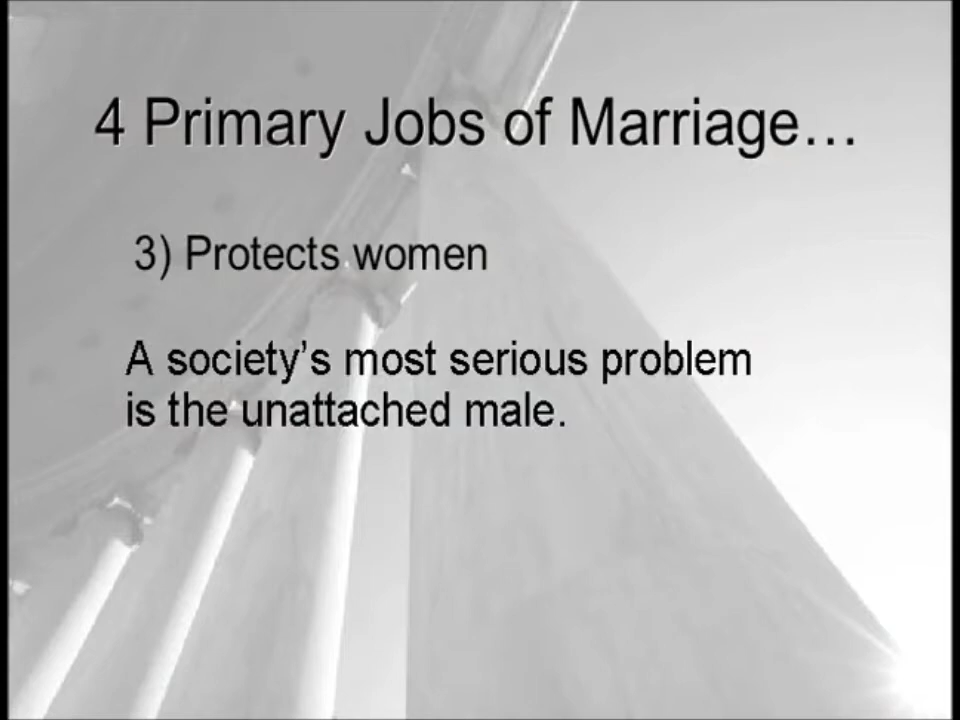 4 Primary Jobs of Marriage…
3) Protects women
A society's most serious problem
is the unattached male.